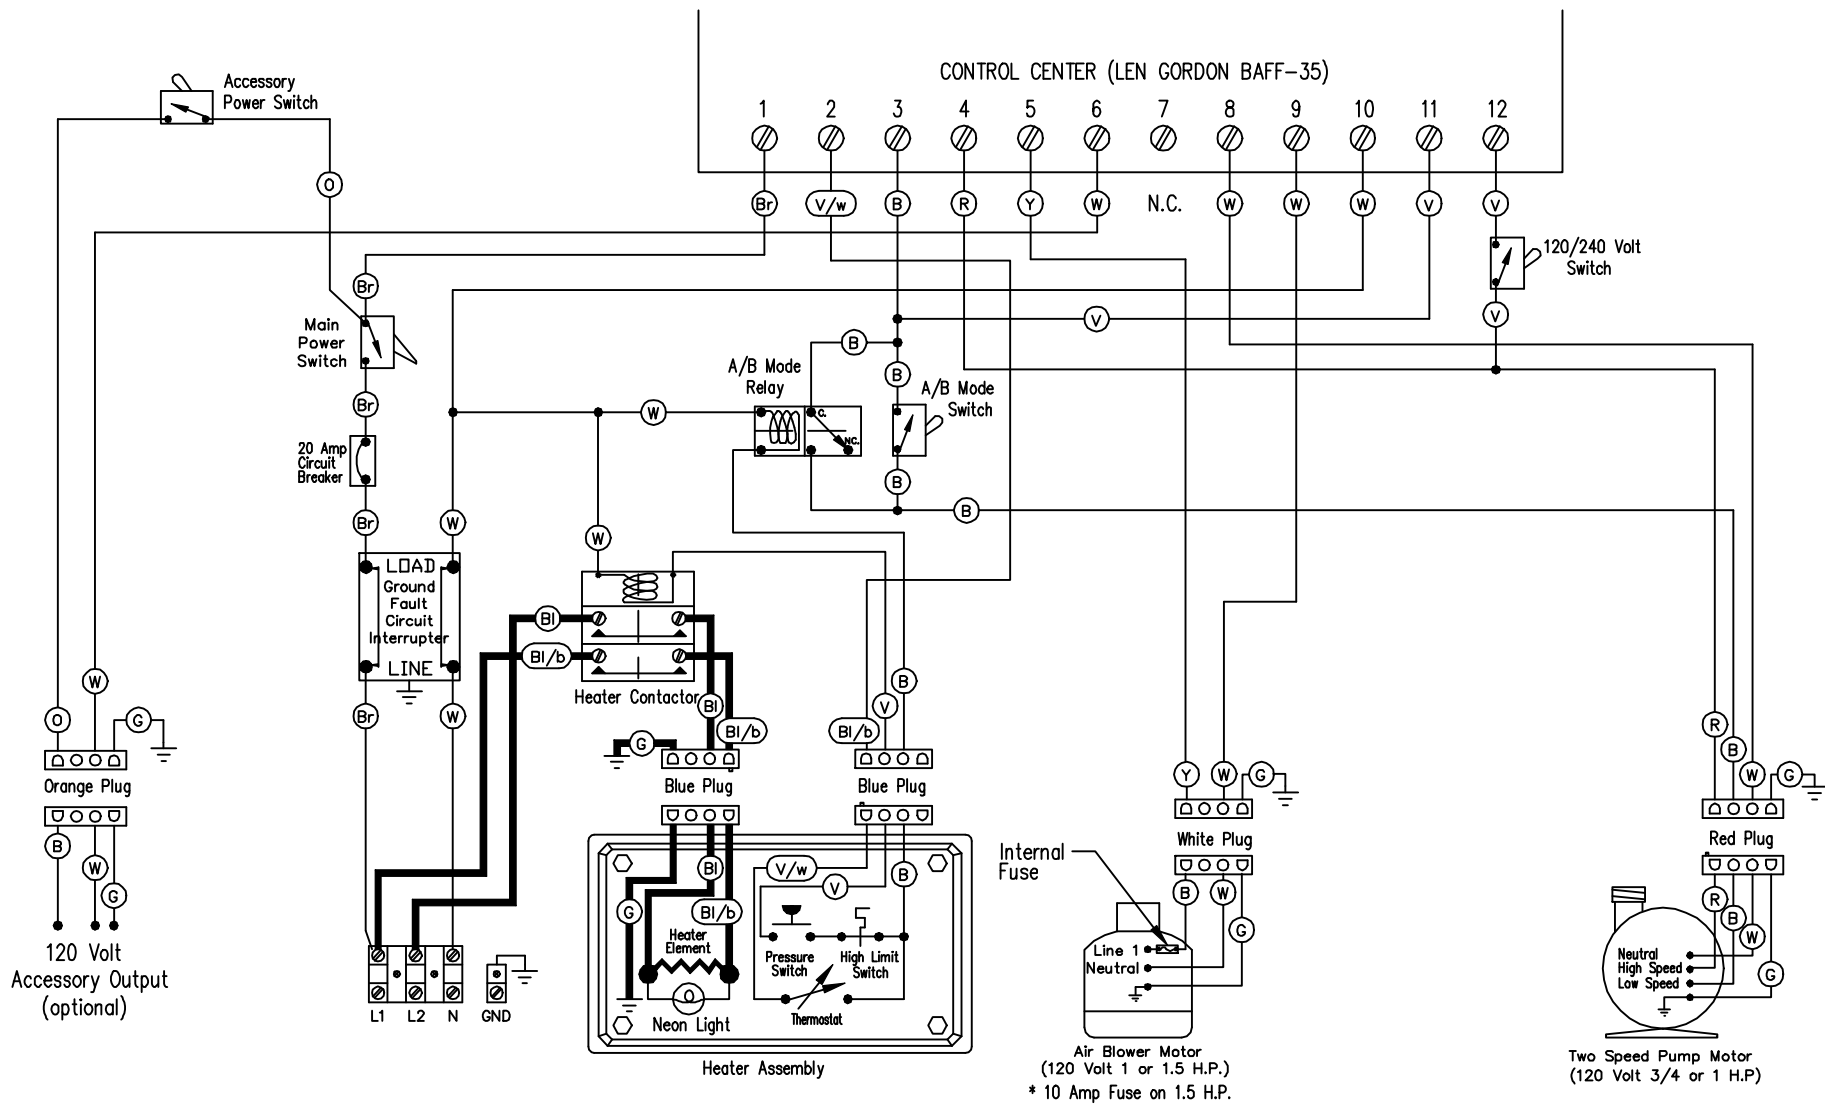 CONTROL CENTER (LEN GORDON BAFF-35)
1 2 3 4 5 6 7 8 9 10 11 12
Br V/w B R Y W N.C. W W W V V
Accessory
Power Switch
O
120/240 Volt
Switch
V
Br
Main
Power
Switch
V
B
A/B Mode
Relay
B
A/B Mode
Switch
Br
W
C.
N.C.
20 Amp
Circuit
Breaker
B
B
Br
W
W
LOAD
Ground
Fault
Circuit
Interrupter
LINE
Bl
Bl/b
Heater Contactor
W
B
O
G
Br
W
Bl
Bl/b
G
V
Bl/b
R
B
Orange Plug
Blue Plug
Blue Plug
Y
W
G
W
G
White Plug
Red Plug
B
W
G
120 Volt
Accessory Output
(optional)
Bl
Bl/b
G
Heater
Element
Neon Light
V/w
V
B
Pressure
Switch
High Limit
Switch
Thermostat
Heater Assembly
L1 L2 N GND
Internal
Fuse
B
W
G
Line 1
Neutral
Air Blower Motor
(120 Volt 1 or 1.5 H.P.)
* 10 Amp Fuse on 1.5 H.P.
R
B
W
G
Neutral
High Speed
Low Speed
Two Speed Pump Motor
(120 Volt 3/4 or 1 H.P)